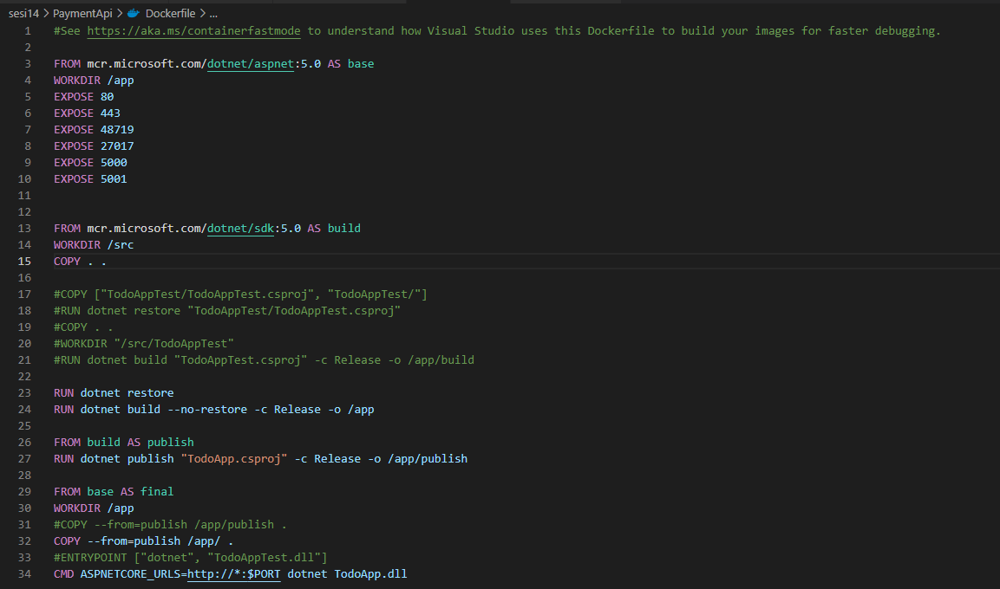 sesi14 > PaymentApi > Dockerfile > ...
1 #See https://aka.ms/containerfastmode to understand how Visual Studio uses this Dockerfile to build your images for faster debugging.
2
3 FROM mcr.microsoft.com/dotnet/aspnet:5.0 AS base
4 WORKDIR /app
5 EXPOSE 80
6 EXPOSE 443
7 EXPOSE 48719
8 EXPOSE 27017
9 EXPOSE 5000
10 EXPOSE 5001
11
12
13 FROM mcr.microsoft.com/dotnet/sdk:5.0 AS build
14 WORKDIR /src
15 COPY . .
16
17 #COPY ["TodoAppTest/TodoAppTest.csproj", "TodoAppTest/"]
18 #RUN dotnet restore "TodoAppTest/TodoAppTest.csproj"
19 #COPY . .
20 #WORKDIR "/src/TodoAppTest"
21 #RUN dotnet build "TodoAppTest.csproj" -c Release -o /app/build
22
23 RUN dotnet restore
24 RUN dotnet build --no-restore -c Release -o /app
25
26 FROM build AS publish
27 RUN dotnet publish "TodoApp.csproj" -c Release -o /app/publish
28
29 FROM base AS final
30 WORKDIR /app
31 #COPY --from=publish /app/publish .
32 COPY --from=publish /app/ .
33 #ENTRYPOINT ["dotnet", "TodoAppTest.dll"]
34 CMD ASPNETCORE_URLS=http://*:$PORT dotnet TodoApp.dll